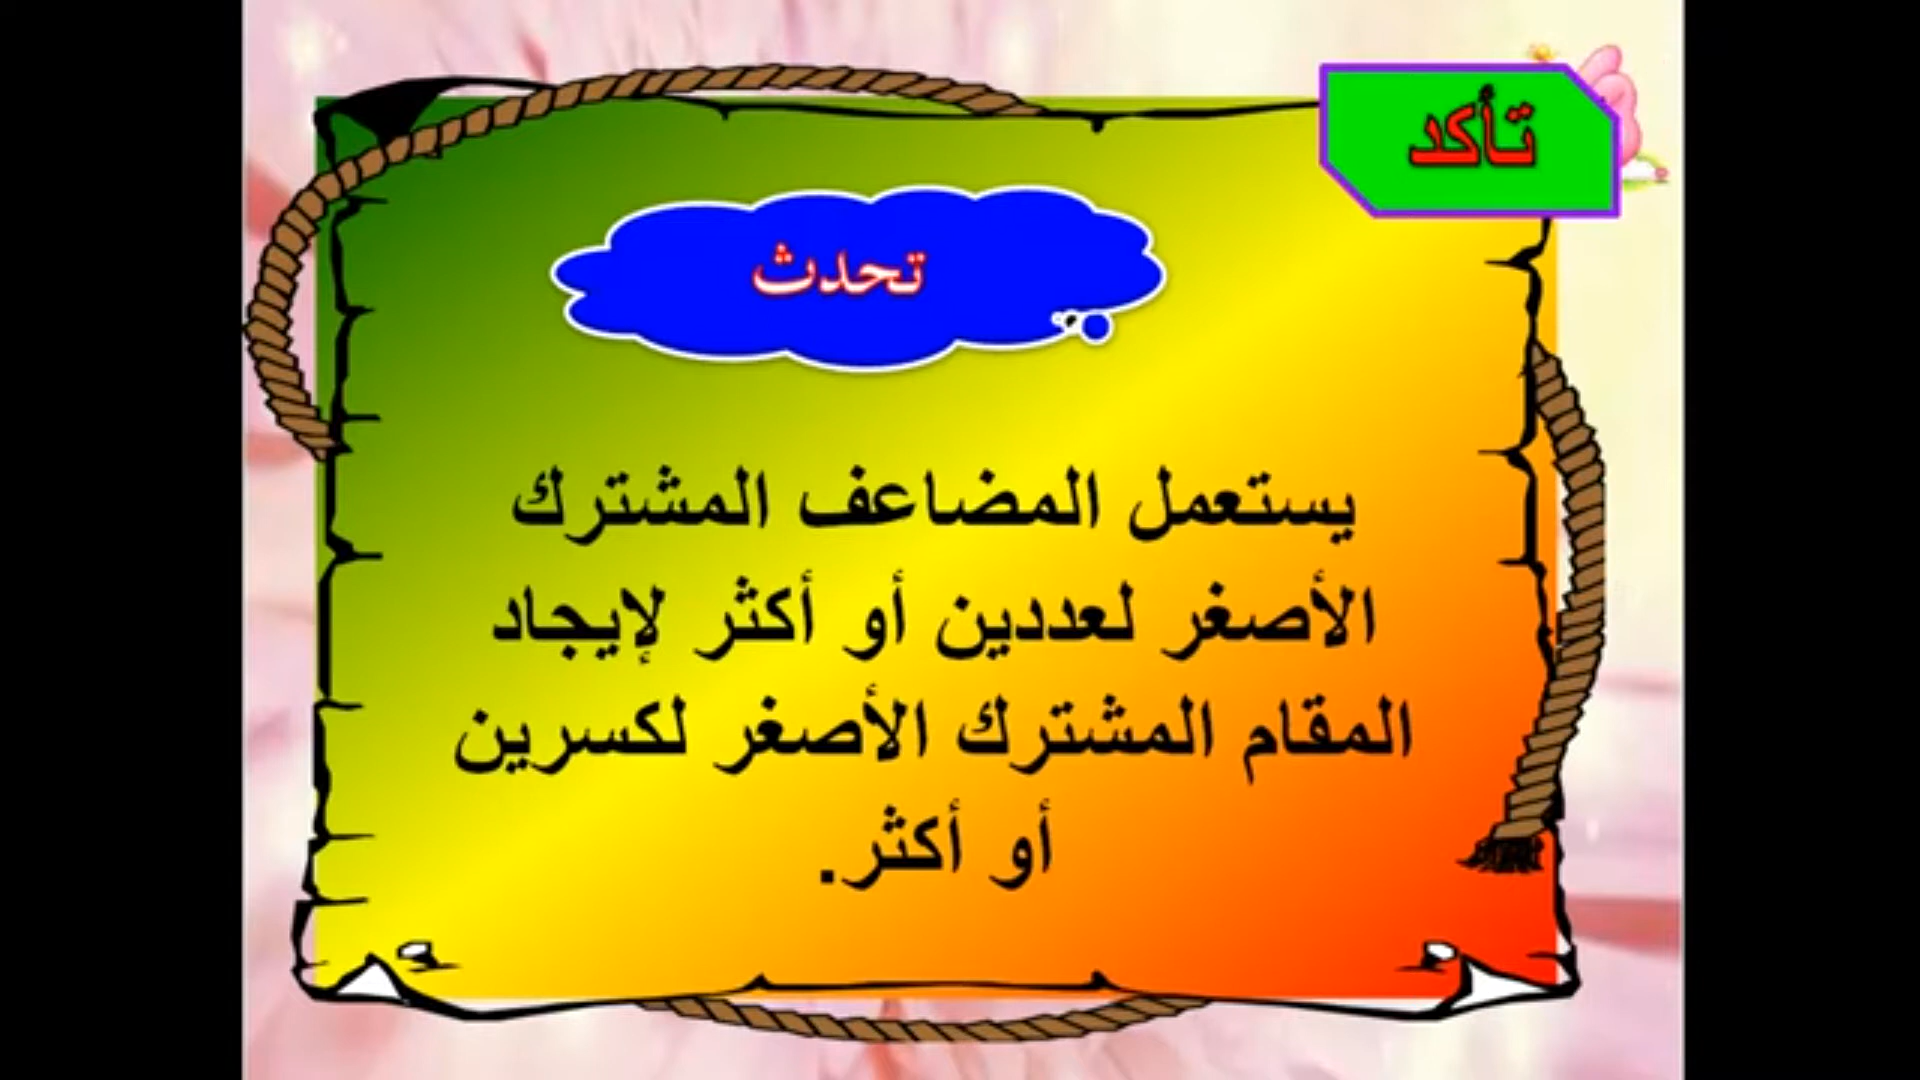 تأكد
تحدث
يستعمل المضاعف المشترك
الأصغر لعددين أو أكثر لإيجاد
المقام المشترك الأصغر لكسرين
أو أكثر.